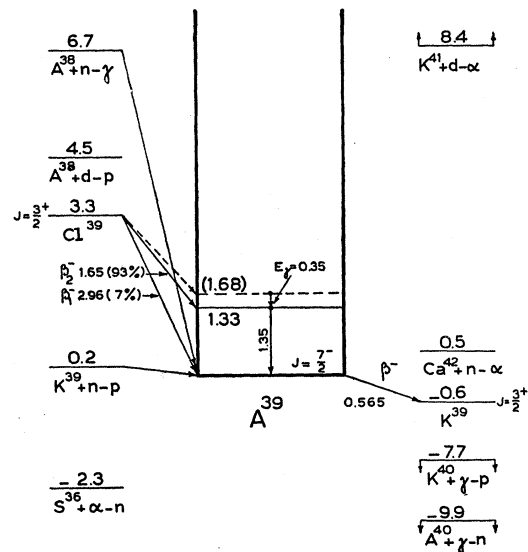 6.7
A³⁸+n-γ
4.5
A³⁸+d-p
J=3/2⁺
3.3
Cl³⁹
β₂⁻ 1.65 (93%)
β₁⁻ 2.96 (7%)
0.2
K³⁹+n-p
-2.3
S³⁶+α-n
(1.68)
Eγ=0.35
1.33
1.35
J=7/2⁻
A³⁹
β⁻
0.565
8.4
K⁴¹+d-α
0.5
Ca⁴²+n-α
-0.6
J=3/2⁺
K³⁹
-7.7
K⁴⁰+γ-p
-9.9
A⁴⁰+γ-n